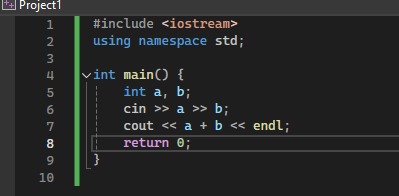 Project1
1 #include <iostream>
2 using namespace std;
3
4 int main() {
5 int a, b;
6 cin >> a >> b;
7 cout << a + b << endl;
8 return 0;
9 }
10